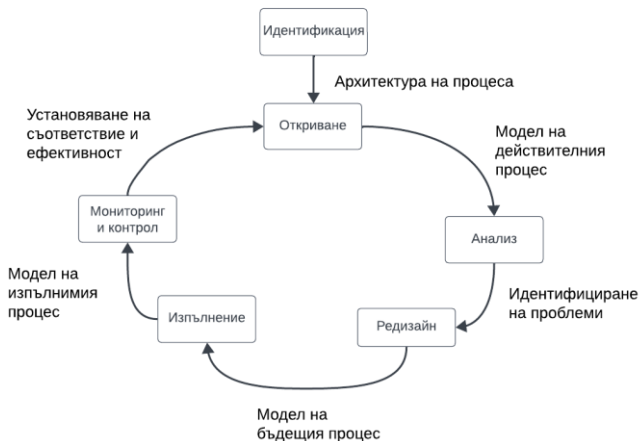 Идентификация
Архитектура на процеса
Откриване
Установяване на
съответствие и
ефективност
Модел на
действителния
процес
Мониторинг
и контрол
Анализ
Модел на
изпълнимия
процес
Идентифициране
на проблеми
Изпълнение
Редизайн
Модел на
бъдещия процес